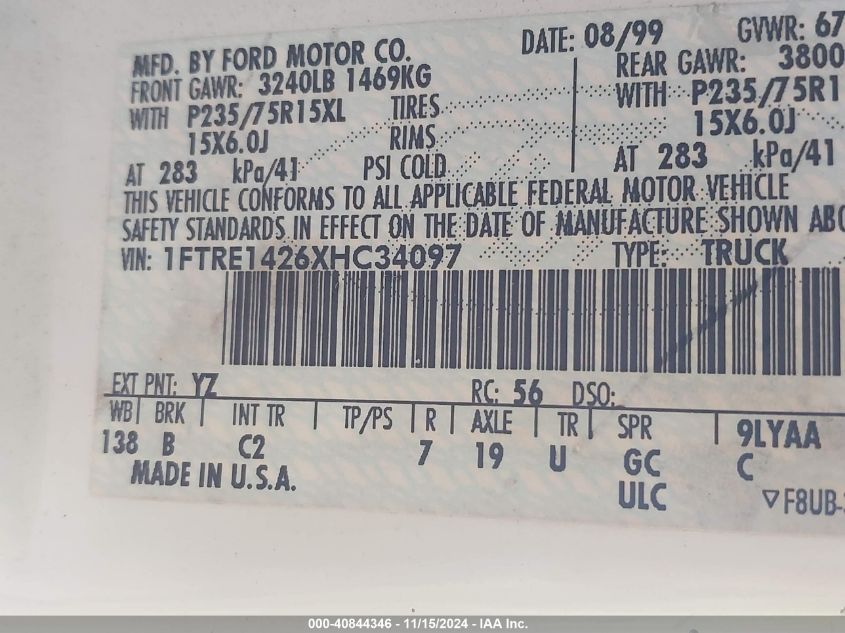 MFD. BY FORD MOTOR CO. DATE: 08/99 GVWR: 67
FRONT GAWR: 3240LB 1469KG REAR GAWR: 3800
WITH P235/75R15XL TIRES WITH P235/75R1
15X6.0J RIMS 15X6.0J
AT 283 kPa/41 PSI COLD AT 283 kPa/41
THIS VEHICLE CONFORMS TO ALL APPLICABLE FEDERAL MOTOR VEHICLE
SAFETY STANDARDS IN EFFECT ON THE DATE OF MANUFACTURE SHOWN ABO
VIN: 1FTRE1426XHC34097 TYPE: TRUCK
EXT PNT: YZ RC: 56 DSO:
WB BRK INT TR TP/PS R AXLE TR SPR 9LYAA
138 B C2 7 19 U GC C
MADE IN U.S.A. ULC ▽F8UB-
000-40844346 - 11/15/2024 - IAA Inc.